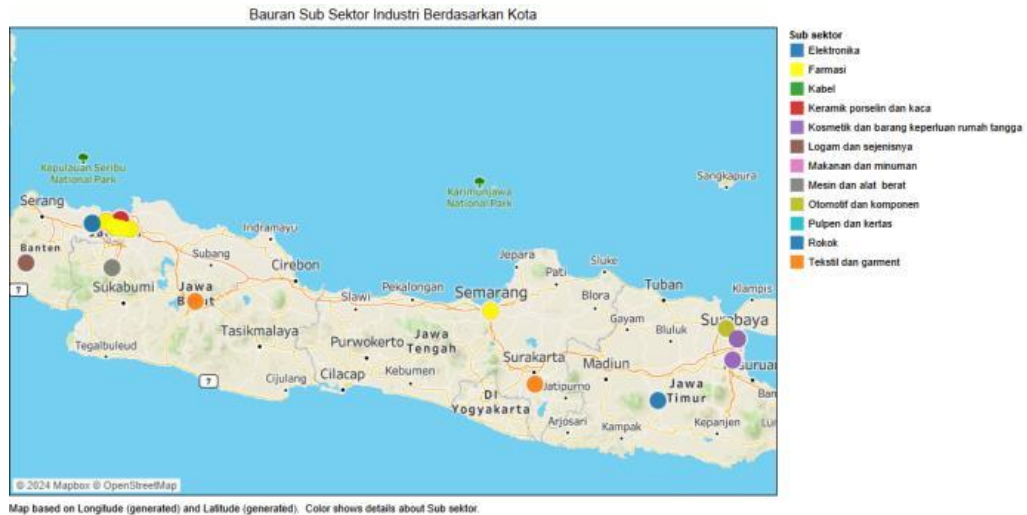 Bauran Sub Sektor Industri Berdasarkan Kota
Sub sektor
Elektronika
Farmasi
Kabel
Keramik porselin dan kaca
Kosmetik dan barang keperluan rumah tangga
Logam dan sejenisnya
Makanan dan minuman
Mesin dan alat berat
Otomotif dan komponen
Pulpen dan kertas
Rokok
Tekstil dan garment
Kepulauan Seribu
National Park
Karimunjawa
National Park
Sangkapura
Serang
Banten
7
Sukabumi
Tegalbuleud
Subang
Indramayu
Cirebon
Jawa
Tasikmalaya
7
Cijulang
Cilacap
Slawi
Pekalongan
Purwokerto
Kebumen
Jawa
Tengah
Semarang
Jepara
Pati
Sluke
Blora
Surakarta
Jatipurno
DI
Yogyakarta
Arjosari
Madiun
Gayam
Bluluk
Tuban
Klampis
Jawa
Timur
Kampak
Kepanjen
© 2024 Mapbox © OpenStreetMap
Map based on Longitude (generated) and Latitude (generated). Color shows details about Sub sektor.